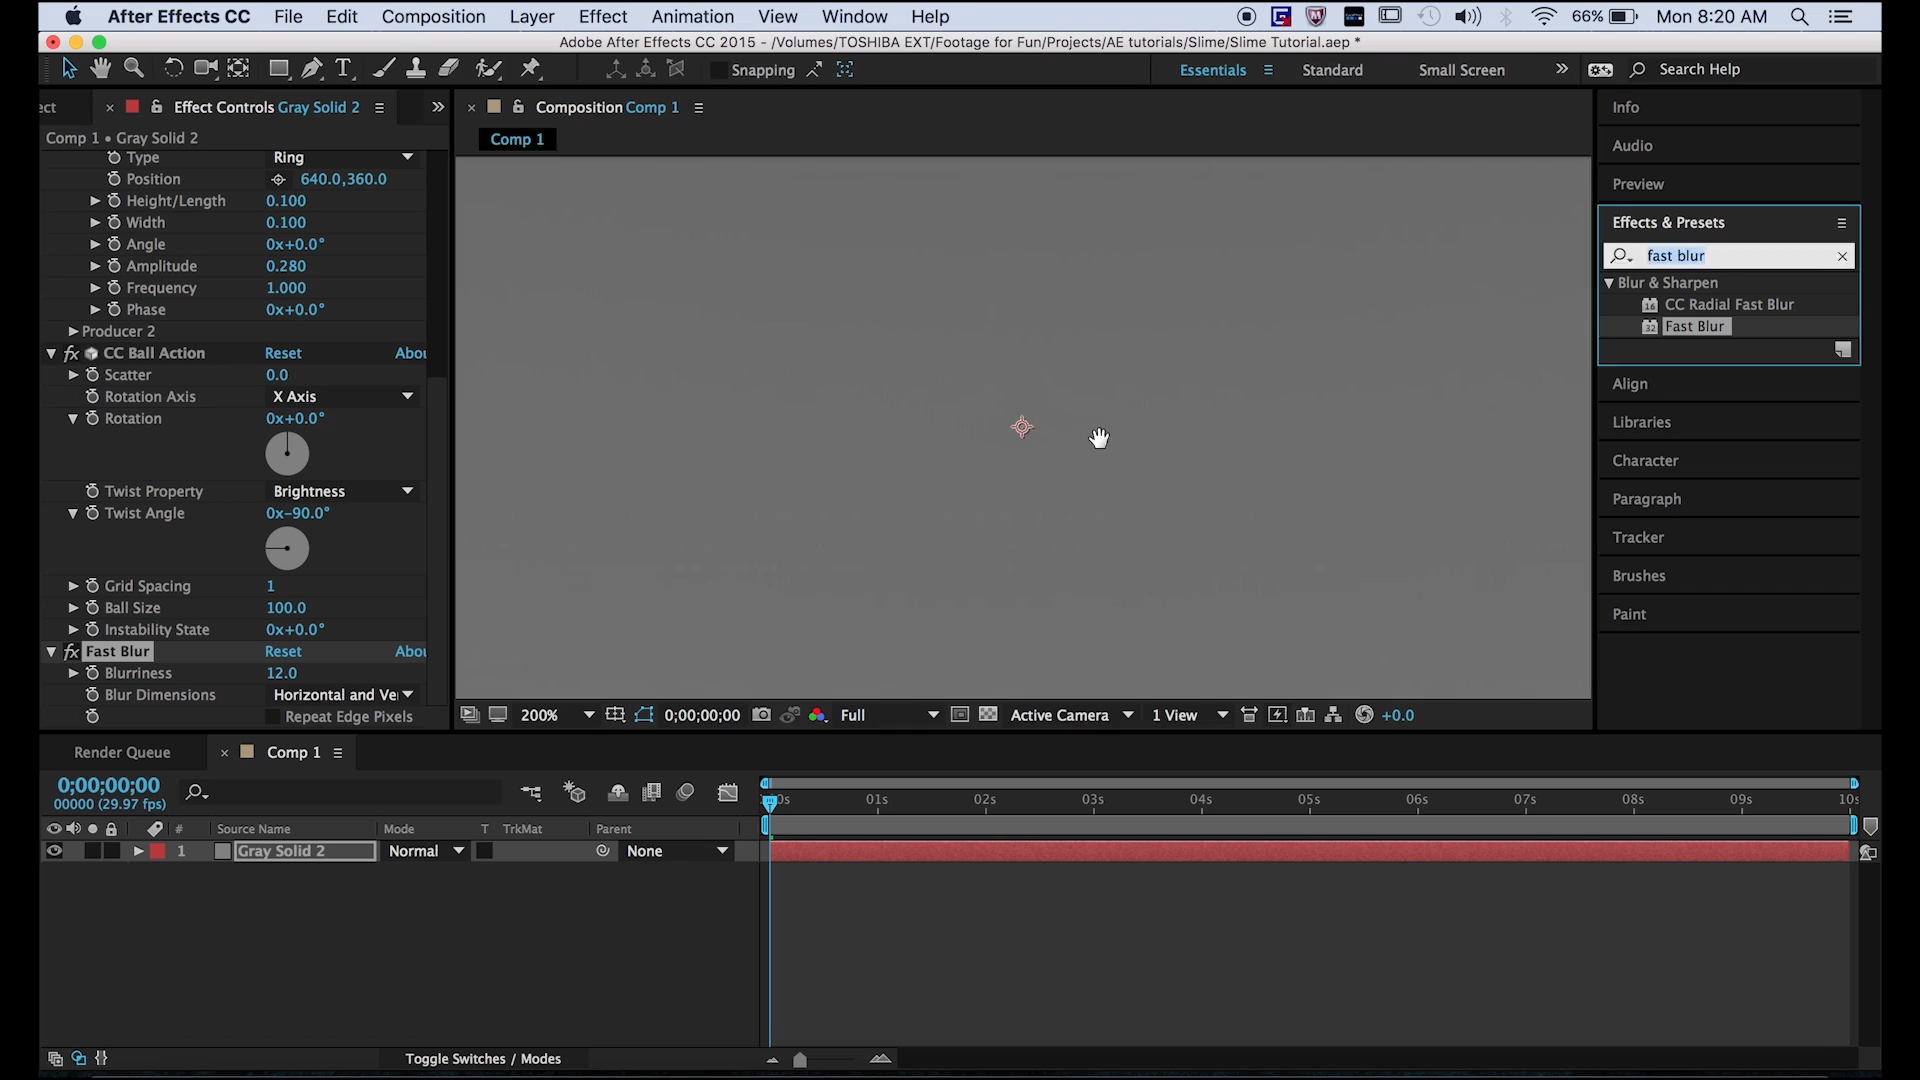 After Effects CC File Edit Composition Layer Effect Animation View Window Help 66% Mon 8:20 AM
Adobe After Effects CC 2015 - /Volumes/TOSHIBA EXT/Footage for Fun/Projects/AE tutorials/Slime/Slime Tutorial.aep *
Snapping Essentials Standard Small Screen Search Help
ect Effect Controls Gray Solid 2
Comp 1 • Gray Solid 2
Type Ring
Position 640.0,360.0
Height/Length 0.100
Width 0.100
Angle 0x+0.0°
Amplitude 0.280
Frequency 1.000
Phase 0x+0.0°
Producer 2
fx CC Ball Action Reset Abou
Scatter 0.0
Rotation Axis X Axis
Rotation 0x+0.0°
Twist Property Brightness
Twist Angle 0x-90.0°
Grid Spacing 1
Ball Size 100.0
Instability State 0x+0.0°
fx Fast Blur Reset Abou
Blurriness 12.0
Blur Dimensions Horizontal and Ve
Repeat Edge Pixels
Composition Comp 1
Comp 1
200% 0;00;00;00 Full Active Camera 1 View +0.0
Info
Audio
Preview
Effects & Presets
fast blur
Blur & Sharpen
16 CC Radial Fast Blur
32 Fast Blur
Align
Libraries
Character
Paragraph
Tracker
Brushes
Paint
Render Queue Comp 1
0;00;00;00
00000 (29.97 fps)
0s 01s 02s 03s 04s 05s 06s 07s 08s 09s 10s
# Source Name Mode T TrkMat Parent
1 Gray Solid 2 Normal None
Toggle Switches / Modes